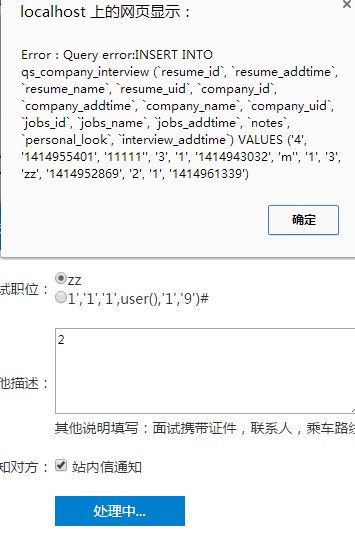 localhost 上的网页显示：
Error：Query error:INSERT INTO
qs_company_interview (`resume_id`, `resume_addtime`,
`resume_name`, `resume_uid`, `company_id`,
`company_addtime`, `company_name`, `company_uid`,
`jobs_id`, `jobs_name`, `jobs_addtime`, `notes`,
`personal_look`, `interview_addtime`) VALUES ('4',
'1414955401', '11111'', '3', '1', '1414943032', 'm'', '1', '3',
'zz', '1414952869', '2', '1', '1414961339')
确定
试职位：
zz
1','1','1',user(),'1','9')#
2
他描述：
其他说明填写：面试携带证件，联系人，乘车路线
知对方：
站内信通知
处理中...